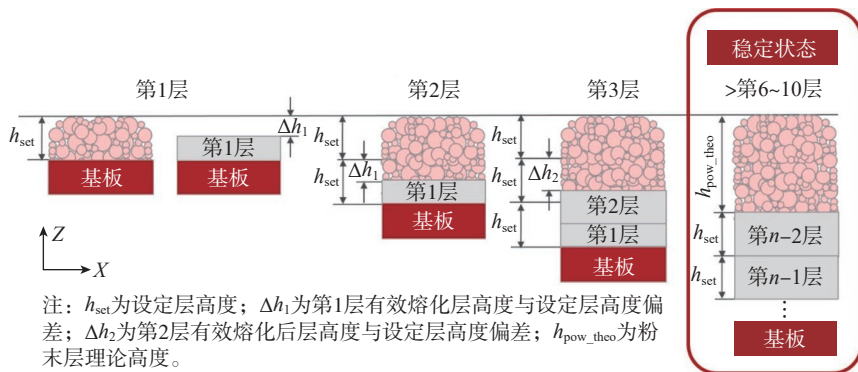 稳定状态
第1层
第2层
第3层
>第6~10层
h_set
Δh_1
第1层
基板
基板
h_set
h_set
Δh_1
第1层
基板
h_set
h_set
h_set
Δh_2
第2层
第1层
基板
h_pow_theo
h_set
h_set
第n-2层
第n-1层
⋮
基板
Z
X
注：h_set为设定层高度；Δh_1为第1层有效熔化层高度与设定层高度偏
差；Δh_2为第2层有效熔化后层高度与设定层高度偏差；h_pow_theo为粉
末层理论高度。